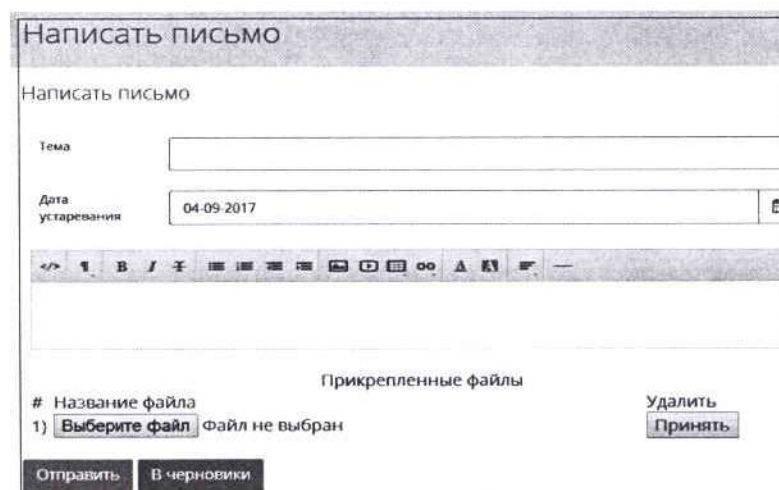 Написать письмо
Написать письмо
Тема
Дата
устаревания
04-09-2017
</> ¶ B I T A A
Прикрепленные файлы
# Название файла Удалить
1) Выберите файл Файл не выбран Принять
Отправить В черновики